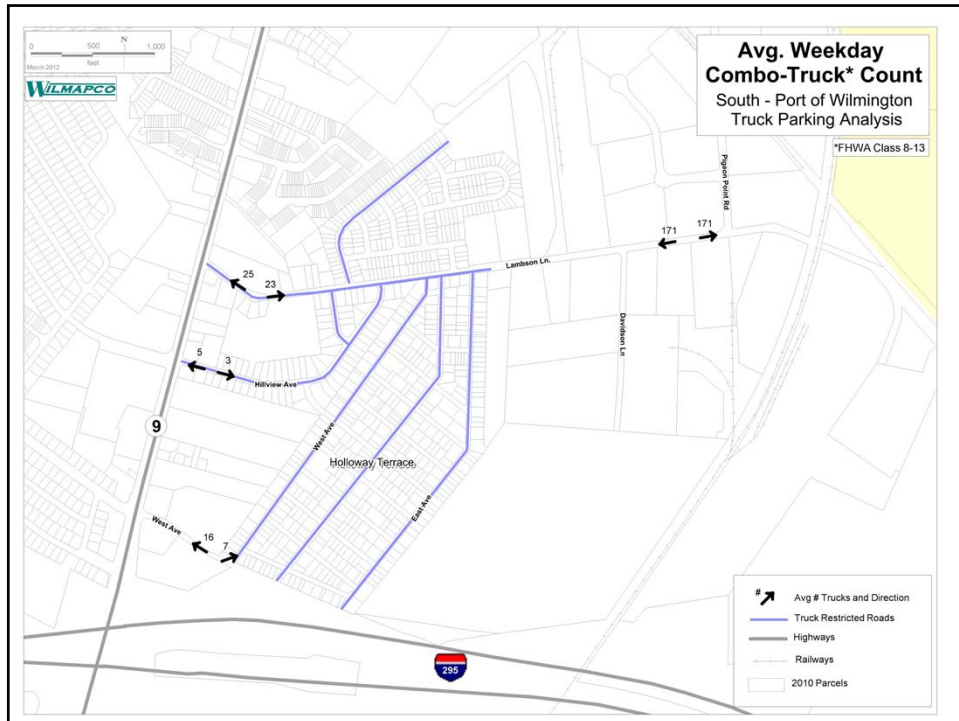 0 500 1,000
N
feet
March 2012
WILMAPCO
Avg. Weekday
Combo-Truck* Count
South - Port of Wilmington
Truck Parking Analysis
*FHWA Class 8-13
Pigeon Point Rd
171 171
Lambson Ln.
25
23
Davidson Ln
5
3
Hillview Ave
9
West Ave
Holloway Terrace
East Ave
West Ave
16
7
295
# Avg # Trucks and Direction
Truck Restricted Roads
Highways
Railways
2010 Parcels